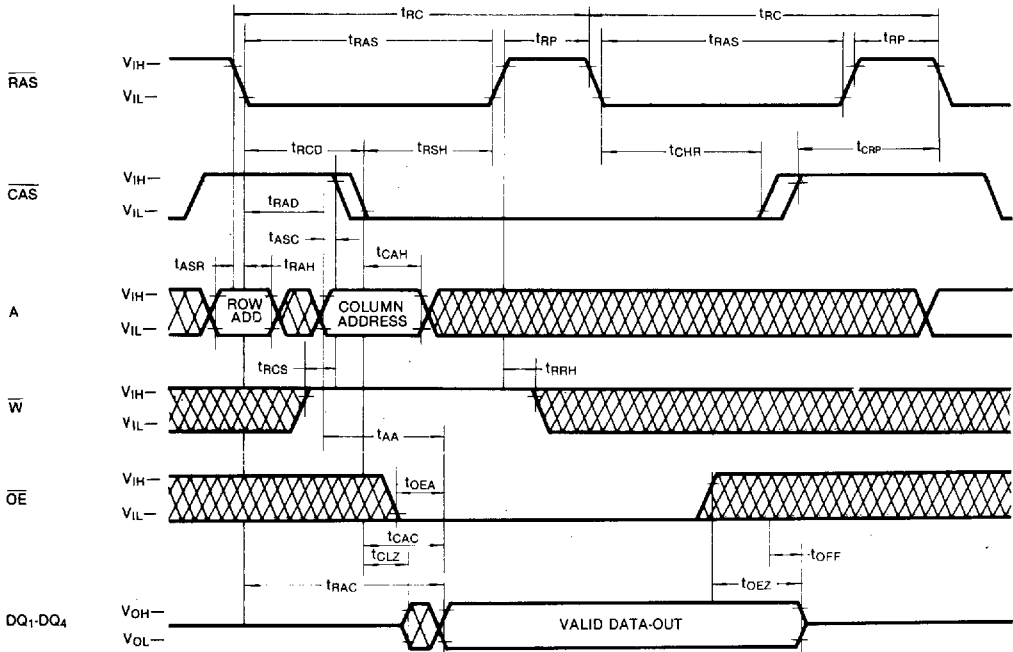 tRC tRC
tRAS tRP tRAS tRP
RAS VIH VIL
tRCD tRSH tCHR tCRP
CAS VIH VIL
tRAD
tASC
tASR tRAH tCAH
A VIH VIL
ROW ADD
COLUMN ADDRESS
tRCS tRRH
W VIH VIL
tAA
OE VIH VIL
tOEA
tCAC
tCLZ tOFF
tRAC tOEZ
DQ1-DQ4 VOH VOL
VALID DATA-OUT